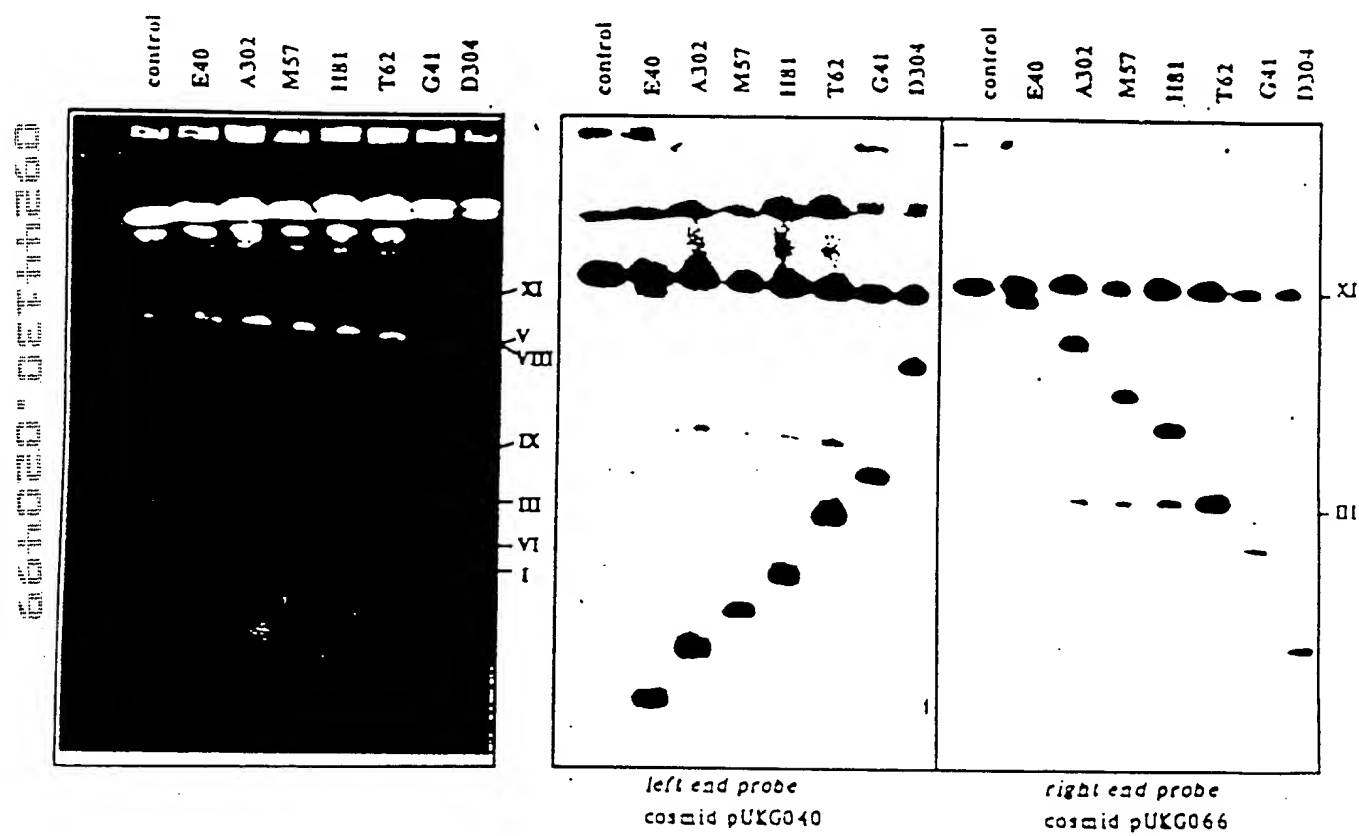 control E40 A302 M57 H81 T62 G41 D304
control E40 A302 M57 H81 T62 G41 D304
control E40 A302 M57 H81 T62 G41 D304
XI
V
VIII
IX
III
VI
I
XI
III
left end probe
cosmid pUKG040
right end probe
cosmid pUKG066